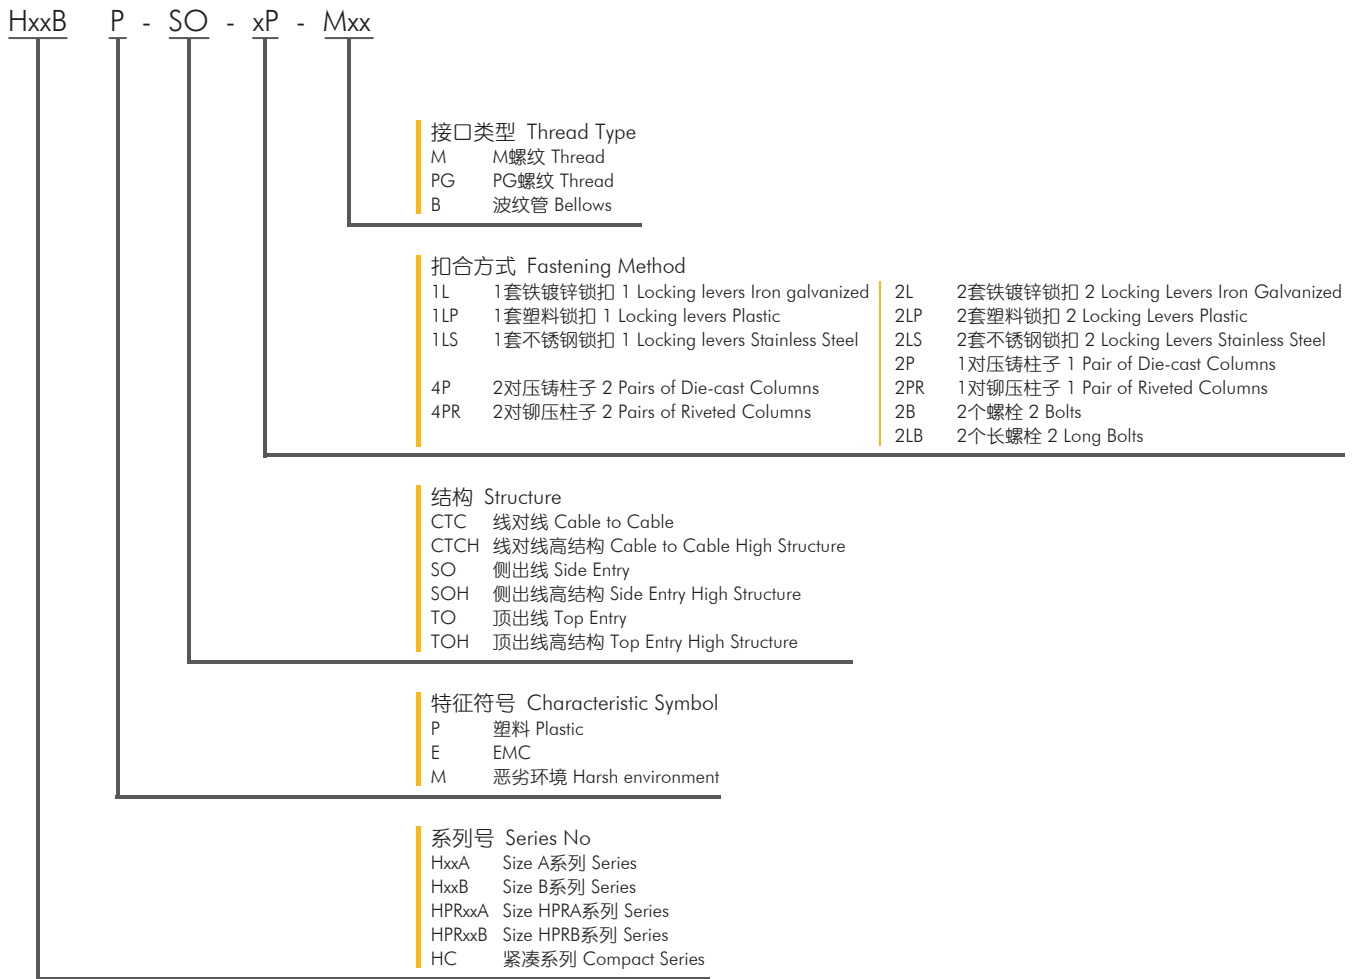 HxxB P - SO - xP - Mxx
接口类型 Thread Type
M M螺纹 Thread
PG PG螺纹 Thread
B 波纹管 Bellows
扣合方式 Fastening Method
1L 1套铁镀锌锁扣 1 Locking levers Iron galvanized 2L 2套铁镀锌锁扣 2 Locking Levers Iron Galvanized
1LP 1套塑料锁扣 1 Locking levers Plastic 2LP 2套塑料锁扣 2 Locking Levers Plastic
1LS 1套不锈钢锁扣 1 Locking levers Stainless Steel 2LS 2套不锈钢锁扣 2 Locking Levers Stainless Steel
2P 1对压铸柱子 1 Pair of Die-cast Columns
4P 2对压铸柱子 2 Pairs of Die-cast Columns 2PR 1对铆压柱子 1 Pair of Riveted Columns
4PR 2对铆压柱子 2 Pairs of Riveted Columns 2B 2个螺栓 2 Bolts
2LB 2个长螺栓 2 Long Bolts
结构 Structure
CTC 线对线 Cable to Cable
CTCH 线对线高结构 Cable to Cable High Structure
SO 侧出线 Side Entry
SOH 侧出线高结构 Side Entry High Structure
TO 顶出线 Top Entry
TOH 顶出线高结构 Top Entry High Structure
特征符号 Characteristic Symbol
P 塑料 Plastic
E EMC
M 恶劣环境 Harsh environment
系列号 Series No
HxxA Size A系列 Series
HxxB Size B系列 Series
HPRxxA Size HPRA系列 Series
HPRxxB Size HPRB系列 Series
HC 紧凑系列 Compact Series